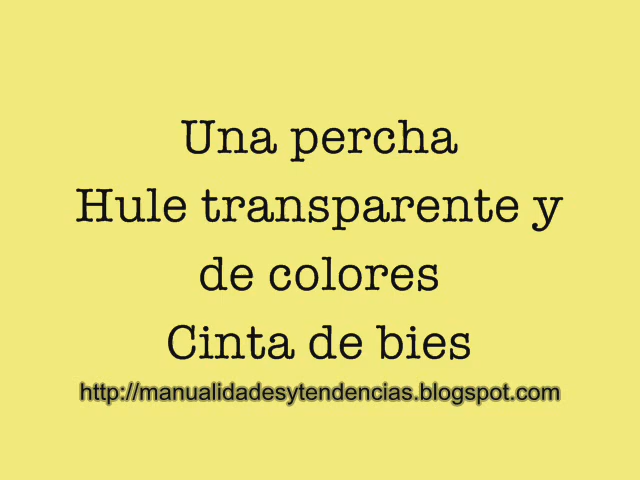 Una percha
Hule transparente y
de colores
Cinta de bies
http://manualidadesytendencias.blogspot.com